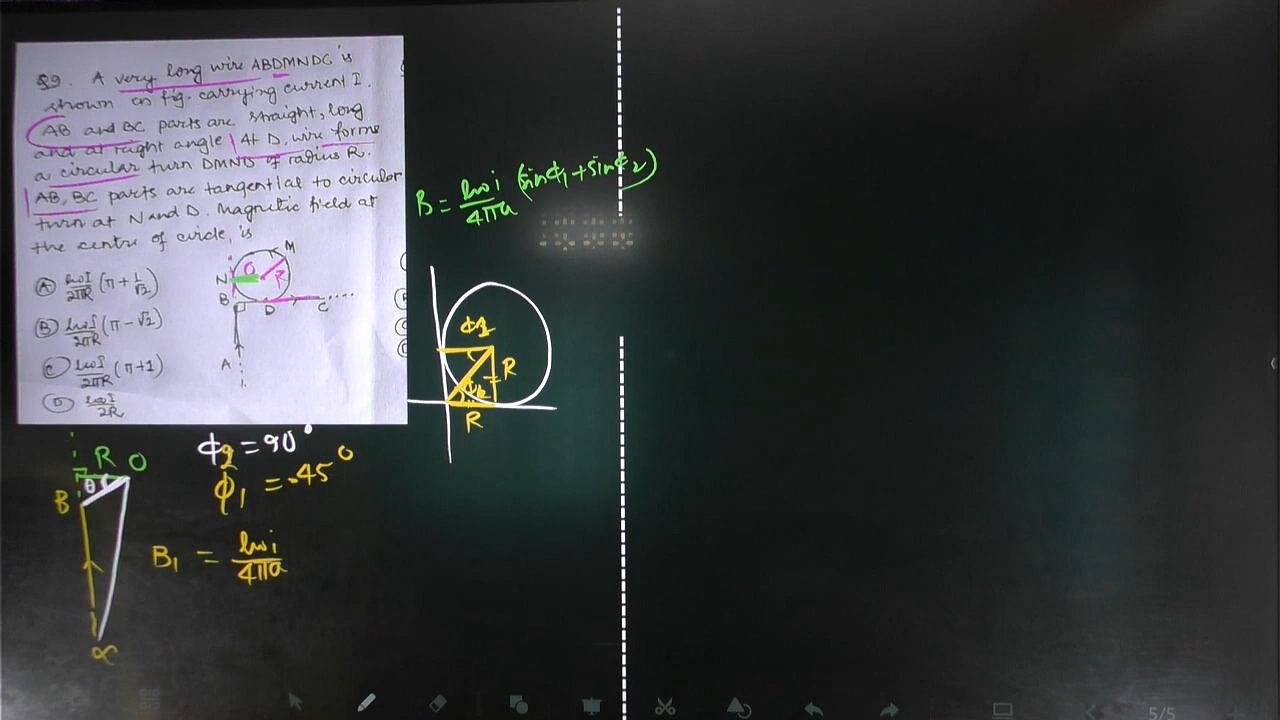 Q9. A very long wire ABDMNDC is
shown in fig. carrying current I.
AB and BC parts are straight, long
and at right angle. At D, wire forms
a circular turn DMND of radius R.
AB, BC parts are tangential to circular
turn at N and D. Magnetic field at
the centre of circle, is
(A) μ₀I/2πR (π + 1/√2)
(B) μ₀I/2πR (π - √2)
(C) μ₀I/2πR (π + 1)
(D) μ₀I/2R
M
O
R
N
B
D
C
A
B = μ₀i/4πa (sinϕ₁ + sinϕ₂)
R
R
R O
θ
B
∝
ϕ₂ = 90°
ϕ₁ = -45°
B₁ = μ₀i/4πa
5/5